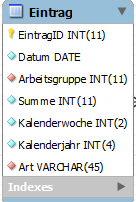 Eintrag
EintragID INT(11)
Datum DATE
Arbeitsgruppe INT(11)
Summe INT(11)
Kalenderwoche INT(2)
Kalenderjahr INT(4)
Art VARCHAR(45)
Indexes